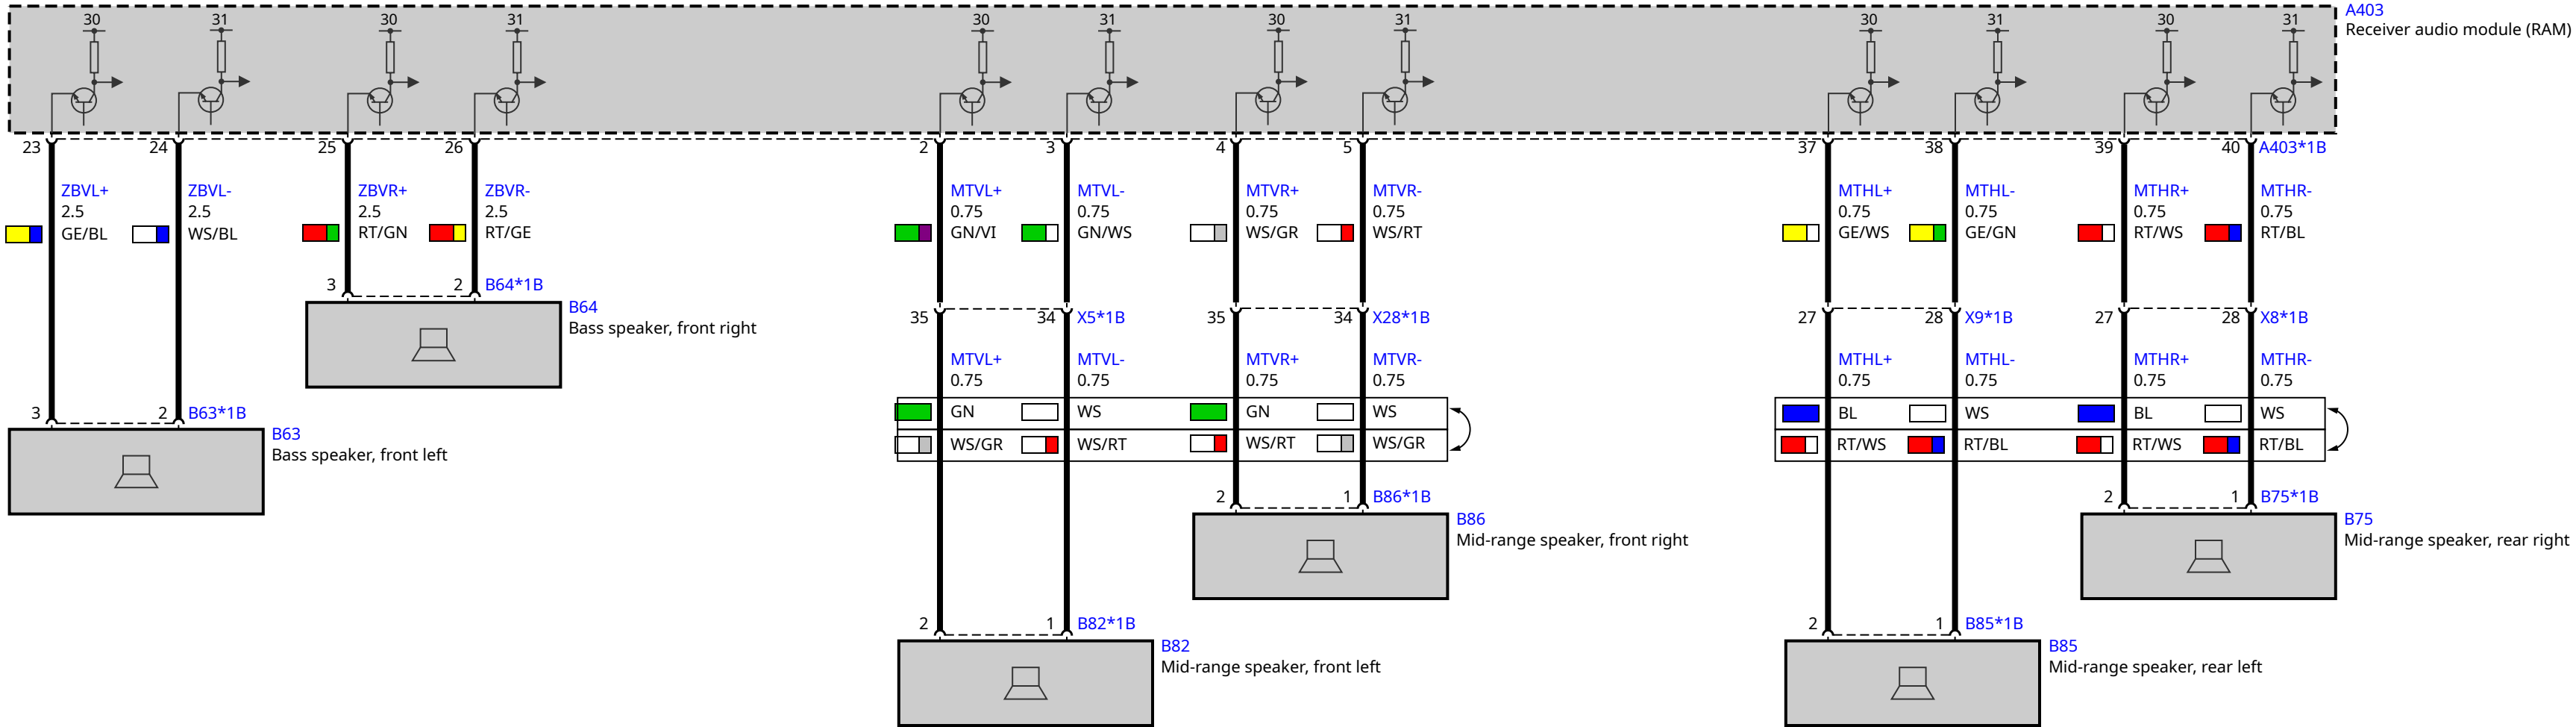 30 31 30 31 30 31 30 31 30 31 30 31
A403
Receiver audio module (RAM)
23 24 25 26 2 3 4 5 37 38 39 40 A403*1B
ZBVL+ ZBVL- ZBVR+ ZBVR- MTVL+ MTVL- MTVR+ MTVR- MTHL+ MTHL- MTHR+ MTHR-
2.5 2.5 2.5 2.5 0.75 0.75 0.75 0.75 0.75 0.75 0.75 0.75
GE/BL WS/BL RT/GN RT/GE GN/VI GN/WS WS/GR WS/RT GE/WS GE/GN RT/WS RT/BL
3 2 B64*1B
B64
Bass speaker, front right
35 34 X5*1B 35 34 X28*1B 27 28 X9*1B 27 28 X8*1B
MTVL+ MTVL- MTVR+ MTVR- MTHL+ MTHL- MTHR+ MTHR-
0.75 0.75 0.75 0.75 0.75 0.75 0.75 0.75
3 2 B63*1B
GN WS GN WS BL WS BL WS
B63
Bass speaker, front left
WS/GR WS/RT WS/RT WS/GR RT/WS RT/BL RT/WS RT/BL
2 1 B86*1B 2 1 B75*1B
B86
Mid-range speaker, front right
B75
Mid-range speaker, rear right
2 1 B82*1B 2 1 B85*1B
B82
Mid-range speaker, front left
B85
Mid-range speaker, rear left